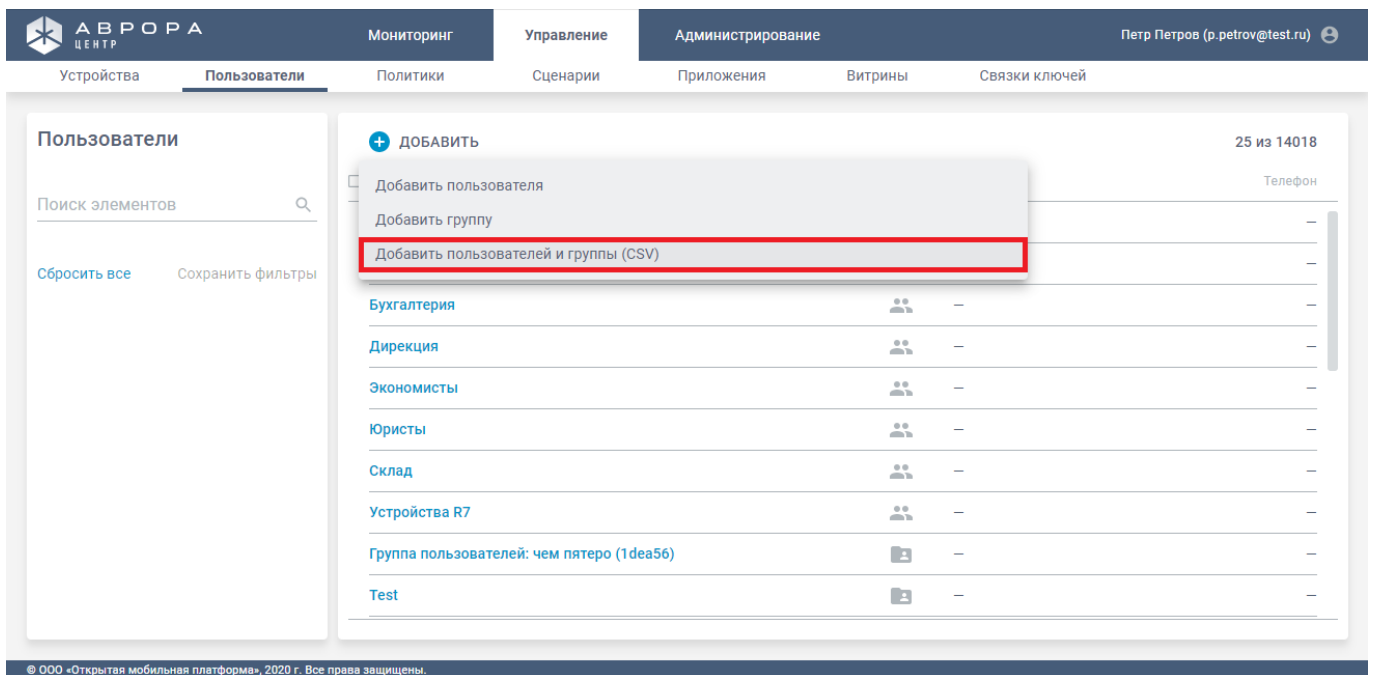 АВРОРА
ЦЕНТР
Мониторинг
Управление
Администрирование
Петр Петров (p.petrov@test.ru)
Устройства
Пользователи
Политики
Сценарии
Приложения
Витрины
Связки ключей
Пользователи
Поиск элементов
Сбросить все
Сохранить фильтры
ДОБАВИТЬ
25 из 14018
Добавить пользователя
Добавить группу
Добавить пользователей и группы (CSV)
Телефон
—
—
Бухгалтерия — —
Дирекция — —
Экономисты — —
Юристы — —
Склад — —
Устройства R7 — —
Группа пользователей: чем пятеро (1dea56) — —
Test — —
© ООО «Открытая мобильная платформа», 2020 г. Все права защищены.